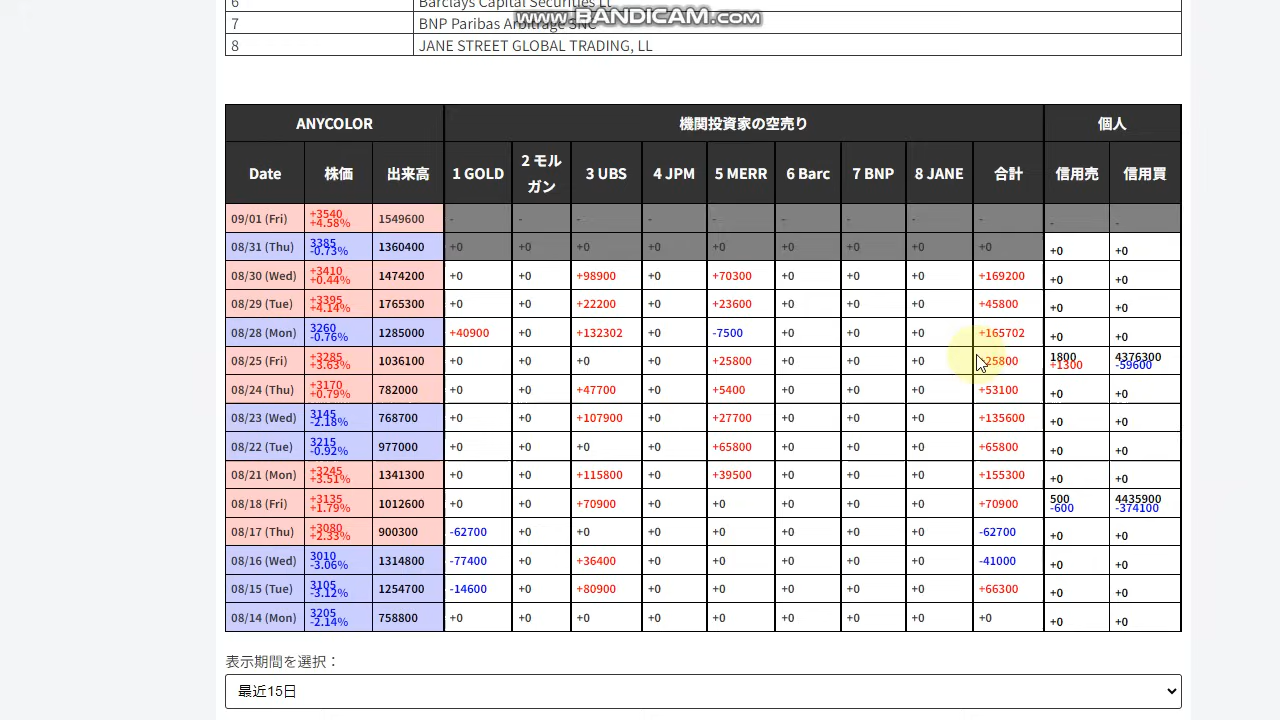 6 Barclays Capital Securities Lt
www.BANDICAM.com
7 BNP Paribas Arbitrage SNC
8 JANE STREET GLOBAL TRADING, LL
ANYCOLOR 機関投資家の空売り 個人
Date 株価 出来高 1 GOLD 2 モルガン 3 UBS 4 JPM 5 MERR 6 Barc 7 BNP 8 JANE 合計 信用売 信用買
09/01 (Fri) +3540 +4.58% 1549600 - - - - - - - - - - -
08/31 (Thu) 3385 -0.73% 1360400 +0 +0 +0 +0 +0 +0 +0 +0 +0 +0 +0
08/30 (Wed) +3410 +0.44% 1474200 +0 +0 +98900 +0 +70300 +0 +0 +0 +169200 +0 +0
08/29 (Tue) +3395 +4.14% 1765300 +0 +0 +22200 +0 +23600 +0 +0 +0 +45800 +0 +0
08/28 (Mon) 3260 -0.76% 1285000 +40900 +0 +132302 +0 -7500 +0 +0 +0 +165702 +0 +0
08/25 (Fri) +3285 +3.63% 1036100 +0 +0 +0 +0 +25800 +0 +0 +0 +25800 1800 +1300 4376300 -59600
08/24 (Thu) +3170 +0.79% 782000 +0 +0 +47700 +0 +5400 +0 +0 +0 +53100 +0 +0
08/23 (Wed) 3145 -2.18% 768700 +0 +0 +107900 +0 +27700 +0 +0 +0 +135600 +0 +0
08/22 (Tue) 3215 -0.92% 977000 +0 +0 +0 +0 +65800 +0 +0 +0 +65800 +0 +0
08/21 (Mon) +3245 +3.51% 1341300 +0 +0 +115800 +0 +39500 +0 +0 +0 +155300 +0 +0
08/18 (Fri) +3135 +1.79% 1012600 +0 +0 +70900 +0 +0 +0 +0 +0 +70900 500 -600 4435900 -374100
08/17 (Thu) +3080 +2.33% 900300 -62700 +0 +0 +0 +0 +0 +0 +0 -62700 +0 +0
08/16 (Wed) 3010 -3.06% 1314800 -77400 +0 +36400 +0 +0 +0 +0 +0 -41000 +0 +0
08/15 (Tue) 3105 -3.12% 1254700 -14600 +0 +80900 +0 +0 +0 +0 +0 +66300 +0 +0
08/14 (Mon) 3205 -2.14% 758800 +0 +0 +0 +0 +0 +0 +0 +0 +0 +0 +0
表示期間を選択：
最近15日